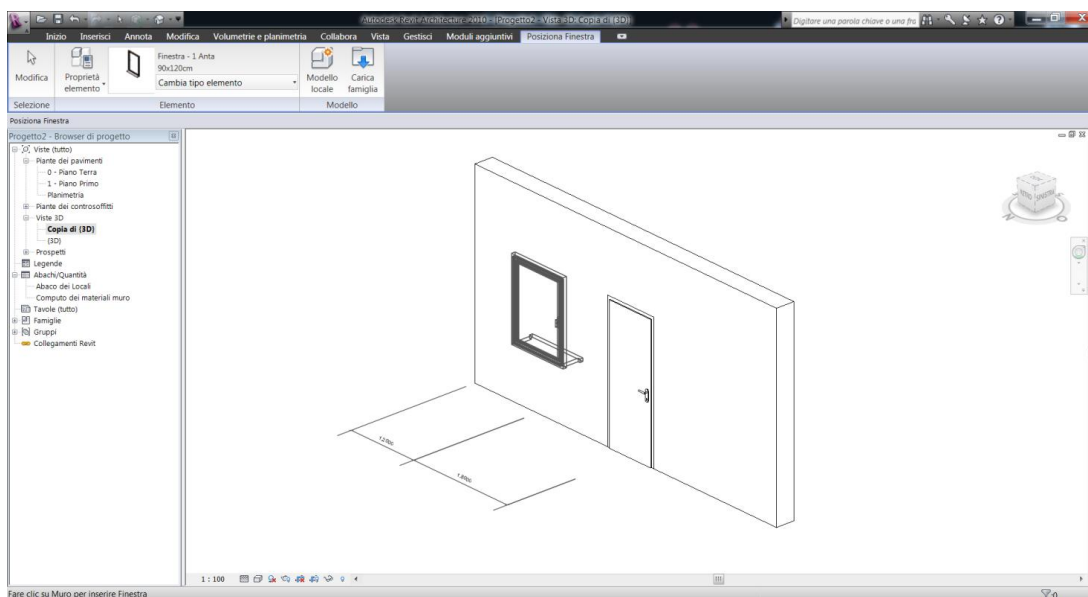 Autodesk Revit Architecture 2010 - [Progetto2 - Vista 3D: Copia di {3D}]
Digitare una parola chiave o una fra
Inizio Inserisci Annota Modifica Volumetrie e planimetria Collabora Vista Gestisci Moduli aggiuntivi Posiziona Finestra
Modifica
Proprietà elemento
Finestra - 1 Anta
90x120cm
Cambia tipo elemento
Modello locale
Carica famiglia
Selezione Elemento Modello
Posiziona Finestra
Progetto2 - Browser di progetto
Viste (tutto)
Piante dei pavimenti
0 - Piano Terra
1 - Piano Primo
Planimetria
Piante dei controsoffitti
Viste 3D
Copia di {3D}
{3D}
Prospetti
Legende
Abachi/Quantità
Abaco dei Locali
Computo dei materiali muro
Tavole (tutto)
Famiglie
Gruppi
Collegamenti Revit
1 : 100
Fare clic su Muro per inserire Finestra
:0